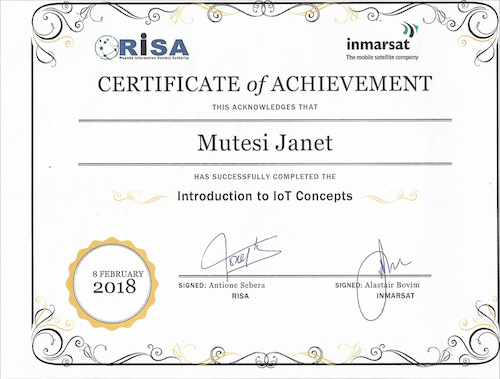 RISA
Rwanda Information Society Authority
inmarsat
The mobile satellite company
CERTIFICATE of ACHIEVEMENT
THIS ACKNOWLEDGES THAT
Mutesi Janet
HAS SUCCESSFULLY COMPLETED THE
Introduction to IoT Concepts
8 FEBRUARY
2018
SIGNED: Antione Sebera
RISA
SIGNED: Alastair Bovim
INMARSAT